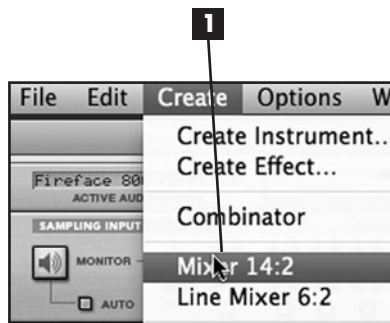 1
File Edit Create Options W
Create Instrument...
Create Effect...
Fireface 80
ACTIVE AUD
Combinator
SAMPLING INPUT
MONITOR
Mixer 14:2
AUTO
Line Mixer 6:2